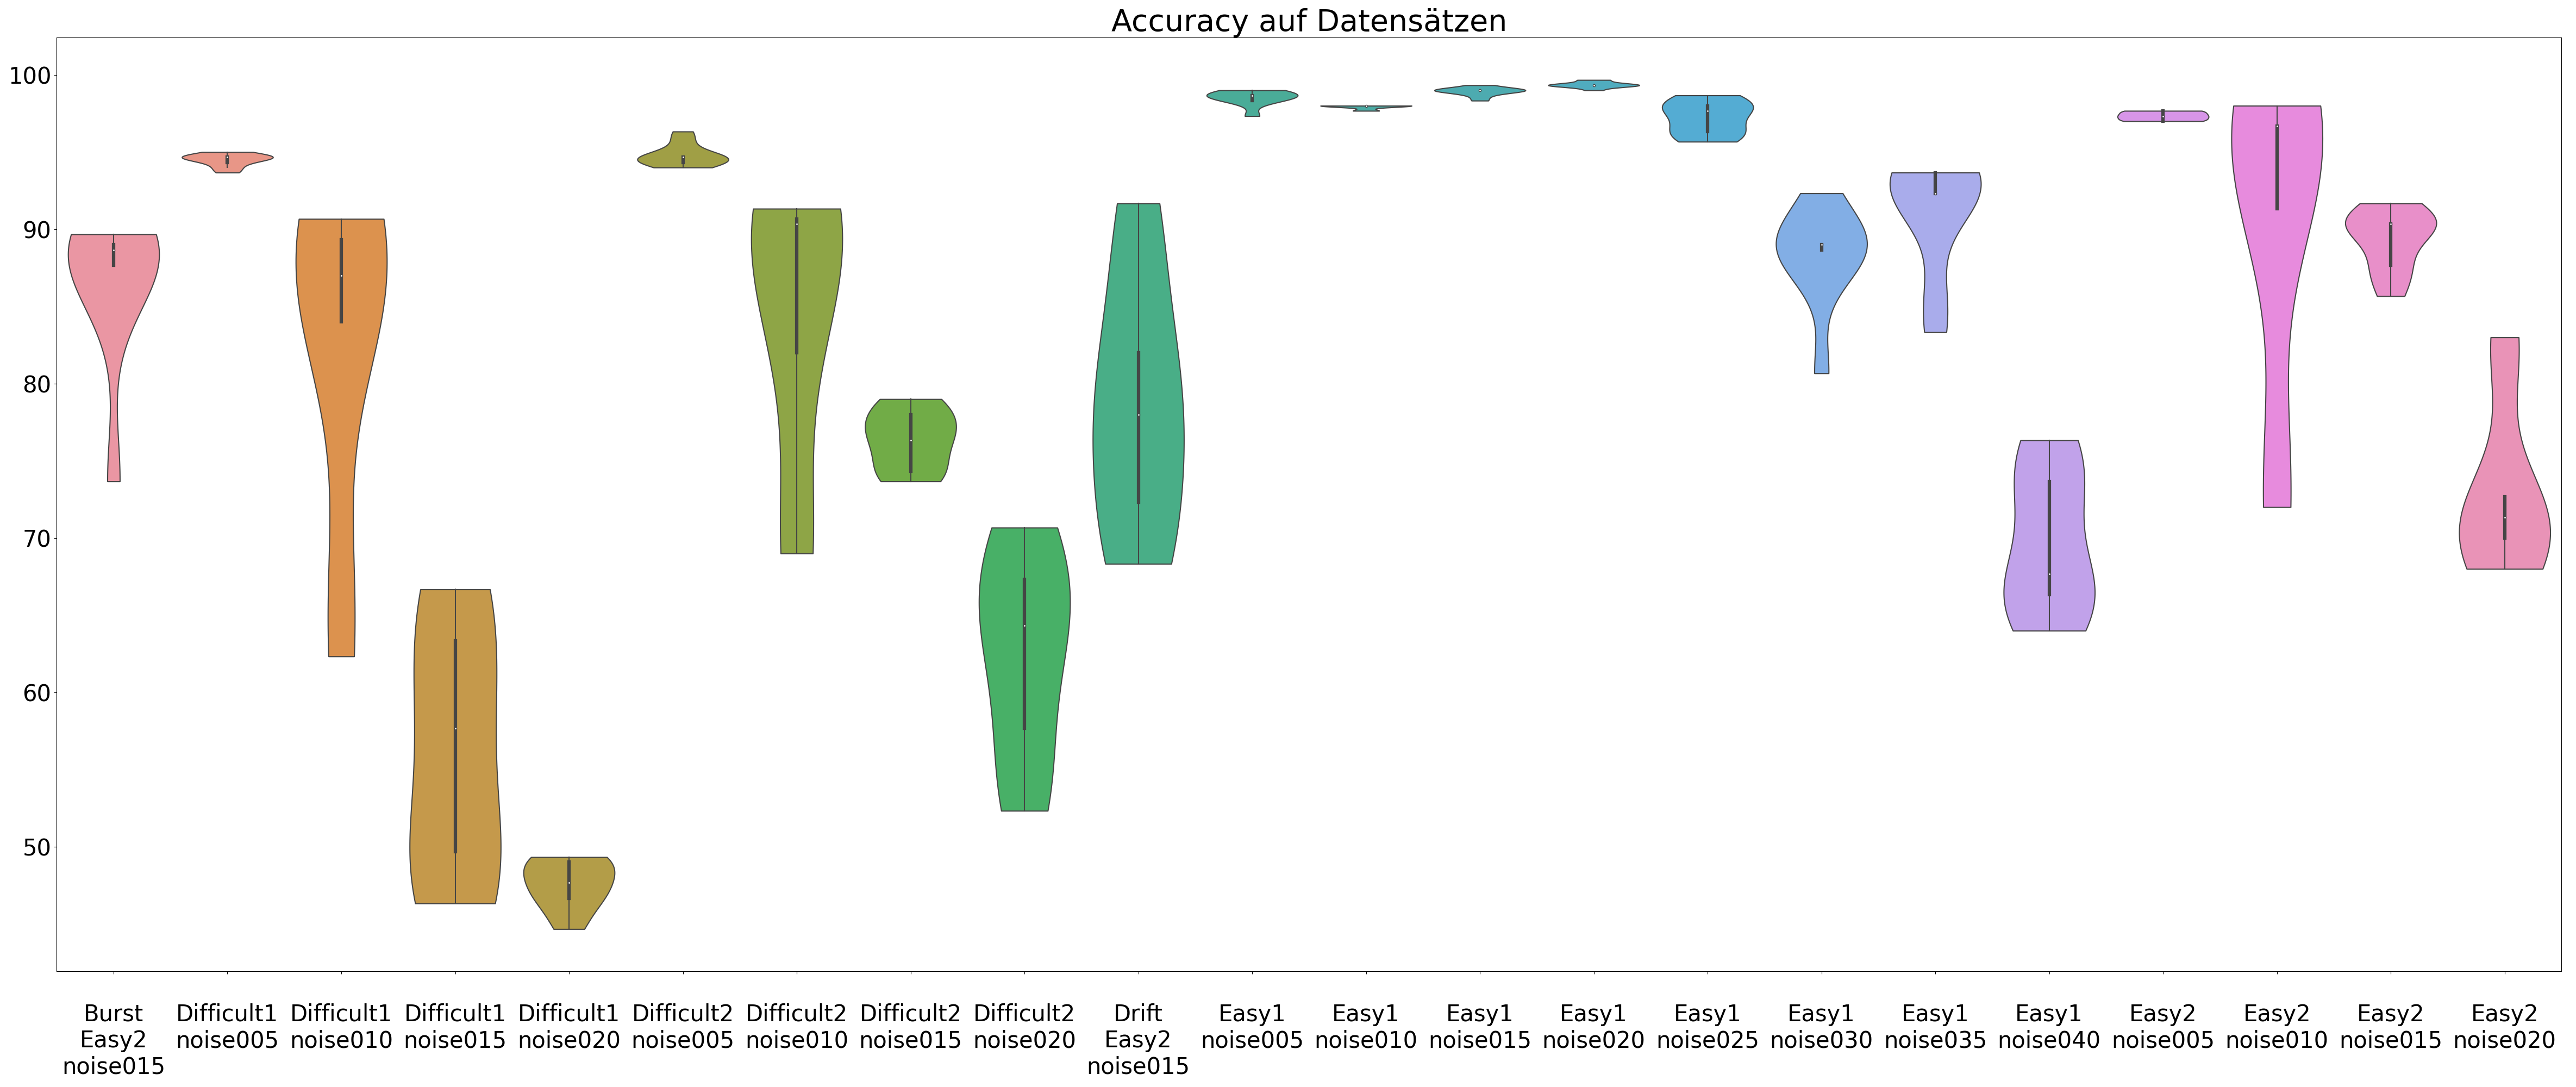 Accuracy auf Datensätzen
100
90
80
70
60
50
Burst
Easy2
noise015
Difficult1
noise005
Difficult1
noise010
Difficult1
noise015
Difficult1
noise020
Difficult2
noise005
Difficult2
noise010
Difficult2
noise015
Difficult2
noise020
Drift
Easy2
noise015
Easy1
noise005
Easy1
noise010
Easy1
noise015
Easy1
noise020
Easy1
noise025
Easy1
noise030
Easy1
noise035
Easy1
noise040
Easy2
noise005
Easy2
noise010
Easy2
noise015
Easy2
noise020